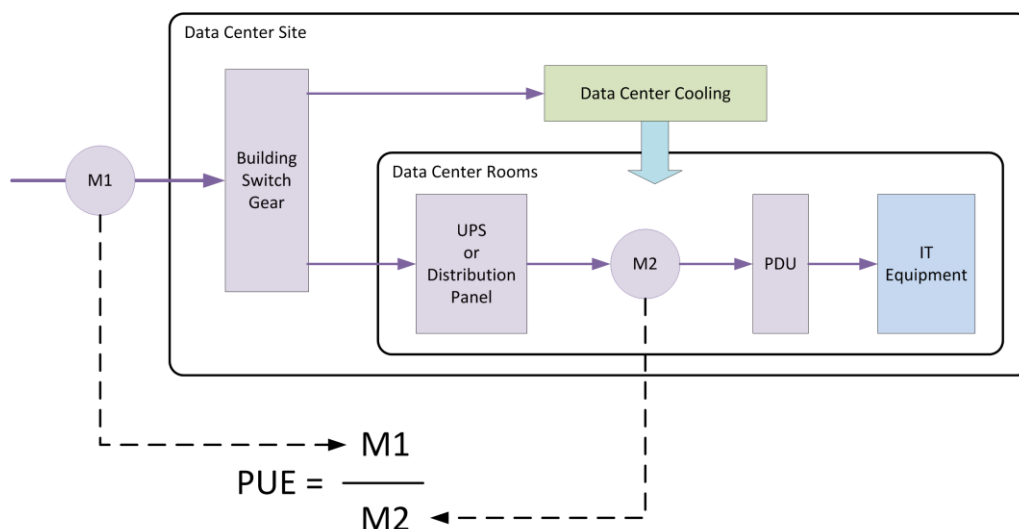 Data Center Site
Data Center Cooling
Building
Switch
Gear
M1
Data Center Rooms
UPS
or
Distribution
Panel
M2
PDU
IT
Equipment
M1
PUE =
M2